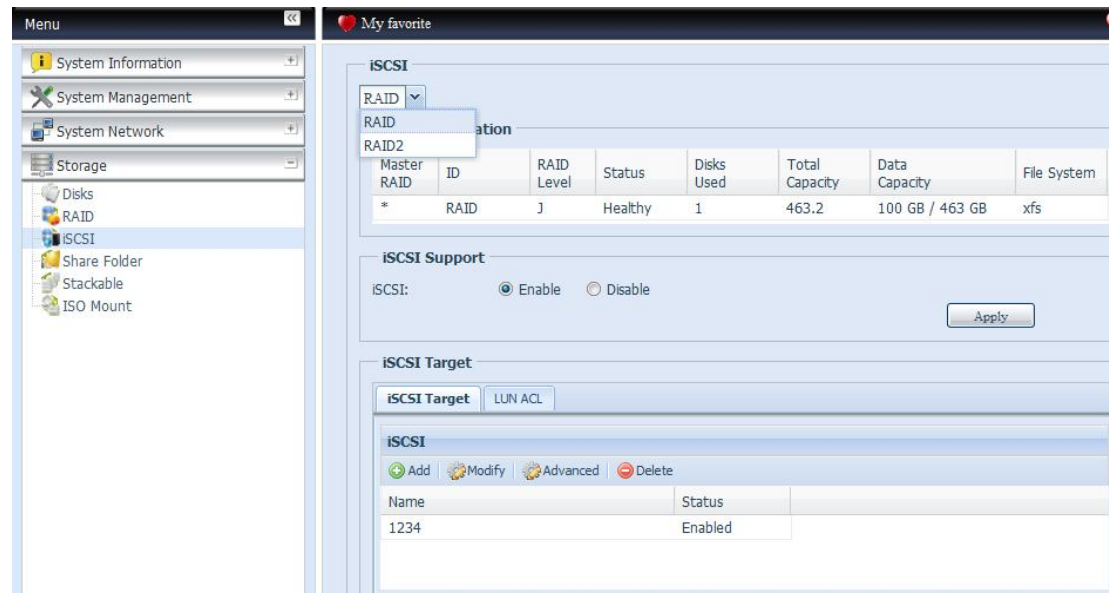 Menu
My favorite
System Information
System Management
System Network
Storage
Disks
RAID
iSCSI
Share Folder
Stackable
ISO Mount
iSCSI
RAID
RAID
RAID2
Master RAID ID RAID Level Status Disks Used Total Capacity Data Capacity File System
* RAID J Healthy 1 463.2 100 GB / 463 GB xfs
iSCSI Support
iSCSI: Enable Disable
Apply
iSCSI Target
iSCSI Target LUN ACL
iSCSI
Add Modify Advanced Delete
Name Status
1234 Enabled